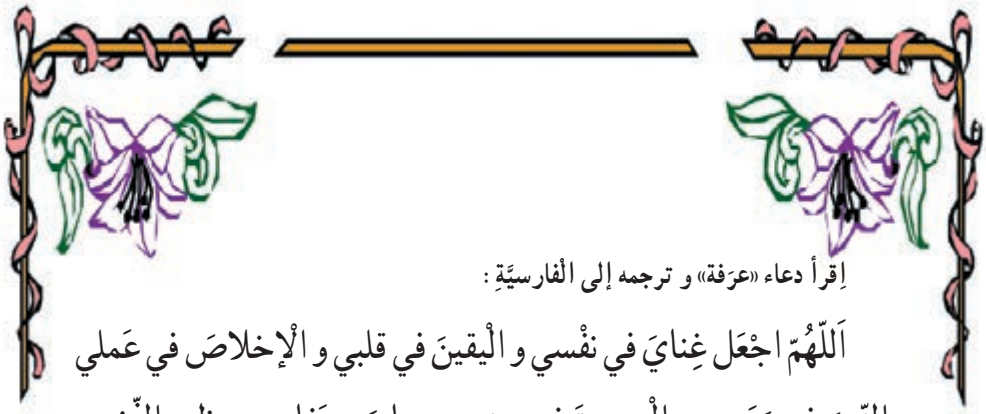 اِقرأ دعاء «عرَفة» و ترجمه إلى الْفارسيَّةِ :
اَللّهُمّ اجْعَل غِنايَ في نفْسي و الْيقينَ في قلبي و الْإخلاصَ في عَملي